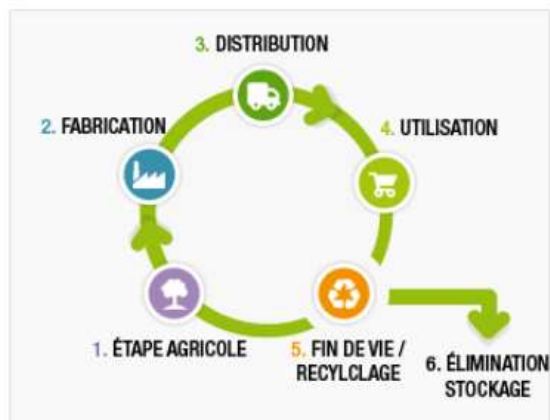 3. DISTRIBUTION
2. FABRICATION
4. UTILISATION
1. ÉTAPE AGRICOLE
5. FIN DE VIE /
RECYLCLAGE
6. ÉLIMINATION
STOCKAGE